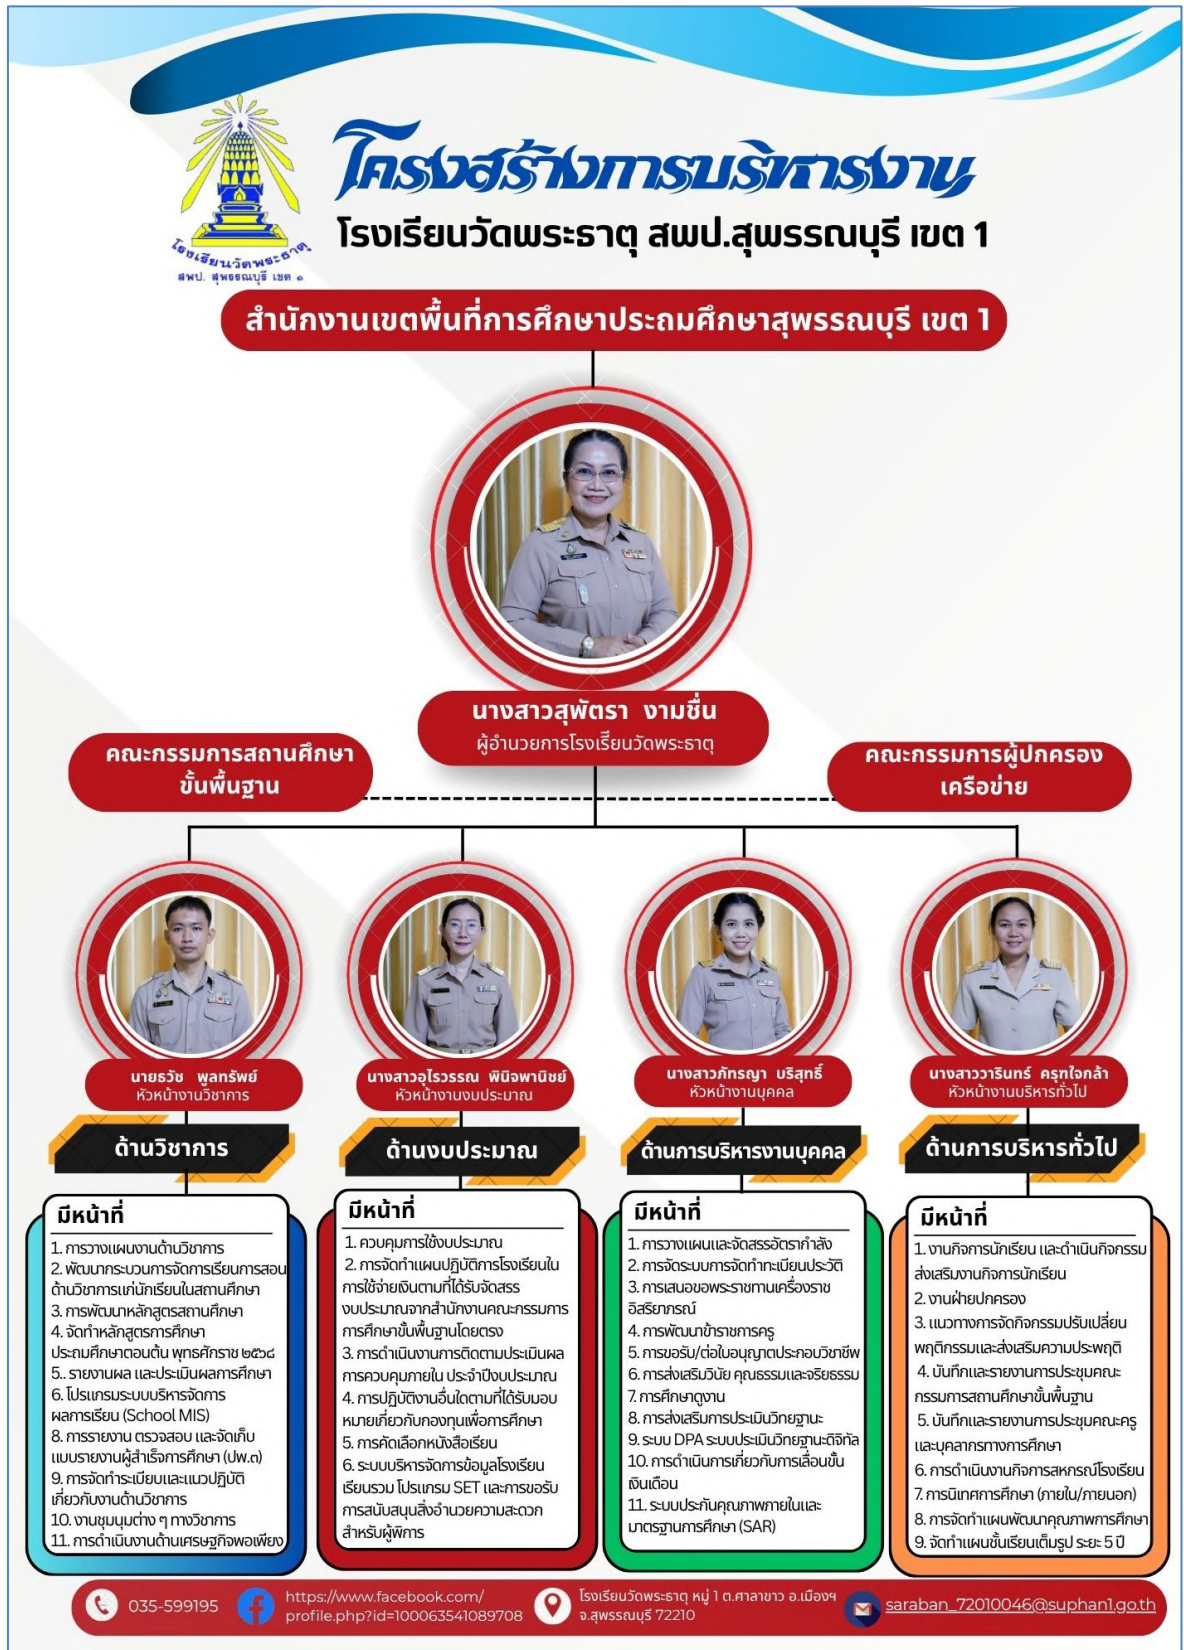 โครงสร้างการบริหารงาน
โรงเรียนวัดพระธาตุ สพป.สุพรรณบุรี เขต 1
โรงเรียนวัดพระธาตุ
สพป. สุพรรณบุรี เขต ๑
สำนักงานเขตพื้นที่การศึกษาประถมศึกษาสุพรรณบุรี เขต 1
นางสาวสุพัตรา งามชื่น
ผู้อำนวยการโรงเรียนวัดพระธาตุ
คณะกรรมการสถานศึกษา
ขั้นพื้นฐาน
คณะกรรมการผู้ปกครอง
เครือข่าย
นายธวัช พูลทรัพย์
หัวหน้างานวิชาการ
นางสาวอุไรวรรณ พินิจพานิชย์
หัวหน้างานงบประมาณ
นางสาวภัทรญา บริสุทธิ์
หัวหน้างานบุคคล
นางสาววารินทร์ ครุฑใจกล้า
หัวหน้างานบริหารทั่วไป
ด้านวิชาการ
ด้านงบประมาณ
ด้านการบริหารงานบุคคล
ด้านการบริหารทั่วไป
มีหน้าที่
1. การวางแผนงานด้านวิชาการ
2. พัฒนากระบวนการจัดการเรียนการสอน
ด้านวิชาการแก่นักเรียนในสถานศึกษา
3. การพัฒนาหลักสูตรสถานศึกษา
4. จัดทำหลักสูตรการศึกษา
ประถมศึกษาตอนต้น พุทธศักราช ๒๕๖๘
5.. รายงานผล และประเมินผลการศึกษา
6. โปรแกรมระบบบริหารจัดการ
ผลการเรียน (School MIS)
8. การรายงาน ตรวจสอบ และจัดเก็บ
แบบรายงานผู้สำเร็จการศึกษา (ปพ.๓)
9. การจัดทำระเบียบและแนวปฏิบัติ
เกี่ยวกับงานด้านวิชาการ
10. งานชุมนุมต่าง ๆ ทางวิชาการ
11. การดำเนินงานด้านเศรษฐกิจพอเพียง
มีหน้าที่
1. ควบคุมการใช้งบประมาณ
2. การจัดทำแผนปฏิบัติการโรงเรียนใน
การใช้จ่ายเงินตามที่ได้รับจัดสรร
งบประมาณจากสำนักงานคณะกรรมการ
การศึกษาขั้นพื้นฐานโดยตรง
3. การดำเนินงานการติดตามประเมินผล
การควบคุมภายใน ประจำปีงบประมาณ
4. การปฏิบัติงานอื่นใดตามที่ได้รับมอบ
หมายเกี่ยวกับกองทุนเพื่อการศึกษา
5. การคัดเลือกหนังสือเรียน
6. ระบบบริหารจัดการข้อมูลโรงเรียน
เรียนรวม โปรแกรม SET และการขอรับ
การสนับสนุนสิ่งอำนวยความสะดวก
สำหรับผู้พิการ
มีหน้าที่
1. การวางแผนและจัดสรรอัตรากำลัง
2. การจัดระบบการจัดทำทะเบียนประวัติ
3. การเสนอขอพระราชทานเครื่องราช
อิสริยาภรณ์
4. การพัฒนาข้าราชการครู
5. การขอรับ/ต่อใบอนุญาตประกอบวิชาชีพ
6. การส่งเสริมวินัย คุณธรรมและจริยธรรม
7. การศึกษาดูงาน
8. การส่งเสริมการประเมินวิทยฐานะ
9. ระบบ DPA ระบบประเมินวิทยฐานะดิจิทัล
10. การดำเนินการเกี่ยวกับการเลื่อนขั้น
เงินเดือน
11. ระบบประกันคุณภาพภายในและ
มาตรฐานการศึกษา (SAR)
มีหน้าที่
1. งานกิจการนักเรียน และดำเนินกิจกรรม
ส่งเสริมงานกิจการนักเรียน
2. งานฝ่ายปกครอง
3. แนวทางการจัดกิจกรรมปรับเปลี่ยน
พฤติกรรมและส่งเสริมความประพฤติ
4. บันทึกและรายงานการประชุมคณะ
กรรมการสถานศึกษาขั้นพื้นฐาน
5. บันทึกและรายงานการประชุมคณะครู
และบุคลากรทางการศึกษา
6. การดำเนินงานกิจการสหกรณ์โรงเรียน
7. การนิเทศการศึกษา (ภายใน/ภายนอก)
8. การจัดทำแผนพัฒนาคุณภาพการศึกษา
9. จัดทำแผนชั้นเรียนเต็มรูป ระยะ 5 ปี
035-599195
https://www.facebook.com/
profile.php?id=100063541089708
โรงเรียนวัดพระธาตุ หมู่ 1 ต.ศาลาขาว อ.เมืองฯ
จ.สุพรรณบุรี 72210
saraban_72010046@suphan1.go.th